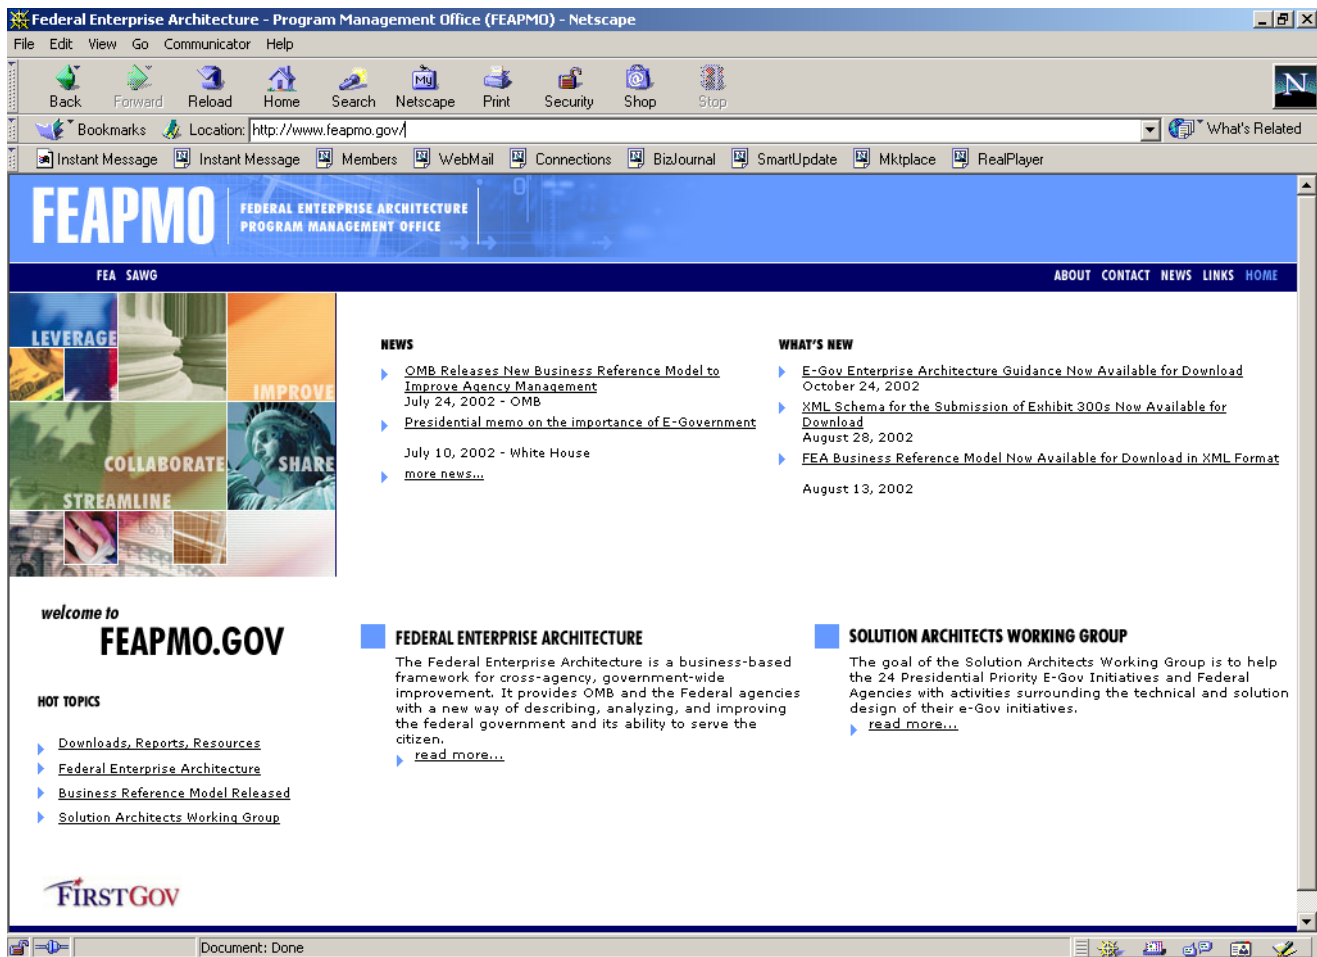 Federal Enterprise Architecture - Program Management Office (FEAPMO) - Netscape
File Edit View Go Communicator Help
Back Forward Reload Home Search Netscape Print Security Shop Stop
My
N
Bookmarks Location: http://www.feapmo.gov/ What's Related
Instant Message Instant Message Members WebMail Connections BizJournal SmartUpdate Mktplace RealPlayer
FEAPMO
FEDERAL ENTERPRISE ARCHITECTURE
PROGRAM MANAGEMENT OFFICE
FEA SAWG
ABOUT CONTACT NEWS LINKS HOME
LEVERAGE
IMPROVE
COLLABORATE
SHARE
STREAMLINE
NEWS
OMB Releases New Business Reference Model to
Improve Agency Management
July 24, 2002 - OMB
Presidential memo on the importance of E-Government
July 10, 2002 - White House
more news...
WHAT'S NEW
E-Gov Enterprise Architecture Guidance Now Available for Download
October 24, 2002
XML Schema for the Submission of Exhibit 300s Now Available for
Download
August 28, 2002
FEA Business Reference Model Now Available for Download in XML Format
August 13, 2002
welcome to
FEAPMO.GOV
HOT TOPICS
Downloads, Reports, Resources
Federal Enterprise Architecture
Business Reference Model Released
Solution Architects Working Group
FEDERAL ENTERPRISE ARCHITECTURE
The Federal Enterprise Architecture is a business-based
framework for cross-agency, government-wide
improvement. It provides OMB and the Federal agencies
with a new way of describing, analyzing, and improving
the federal government and its ability to serve the
citizen.
read more...
SOLUTION ARCHITECTS WORKING GROUP
The goal of the Solution Architects Working Group is to help
the 24 Presidential Priority E-Gov Initiatives and Federal
Agencies with activities surrounding the technical and solution
design of their e-Gov initiatives.
read more...
FIRSTGOV
Document: Done